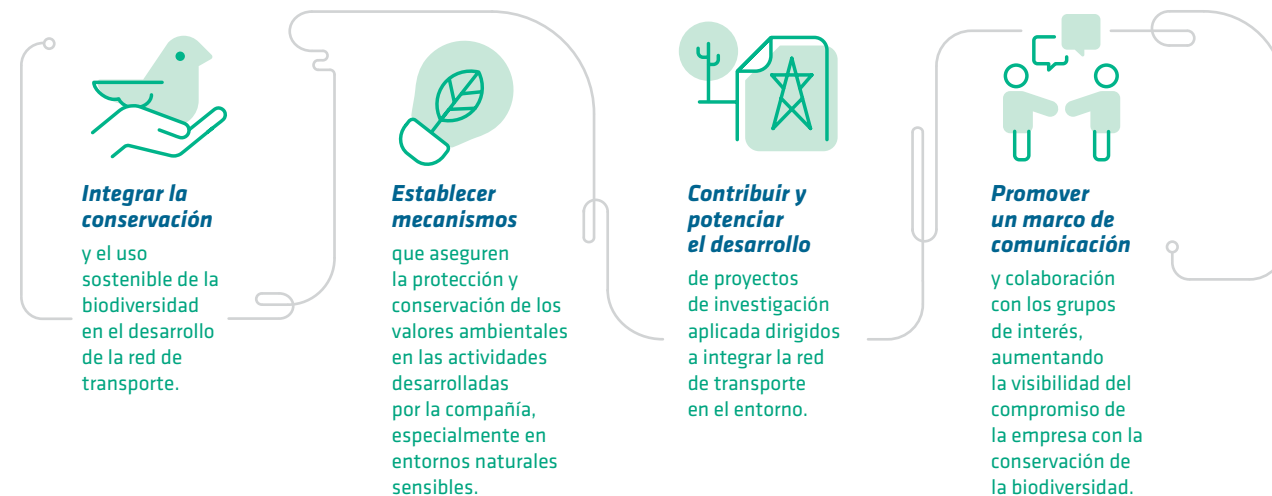 Integrar la
conservación
y el uso
sostenible de la
biodiversidad
en el desarrollo
de la red de
transporte.
Establecer
mecanismos
que aseguren
la protección y
conservación de los
valores ambientales
en las actividades
desarrolladas
por la compañía,
especialmente en
entornos naturales
sensibles.
Contribuir y
potenciar
el desarrollo
de proyectos
de investigación
aplicada dirigidos
a integrar la red
de transporte
en el entorno.
Promover
un marco de
comunicación
y colaboración
con los grupos
de interés,
aumentando
la visibilidad del
compromiso de
la empresa con la
conservación de
la biodiversidad.